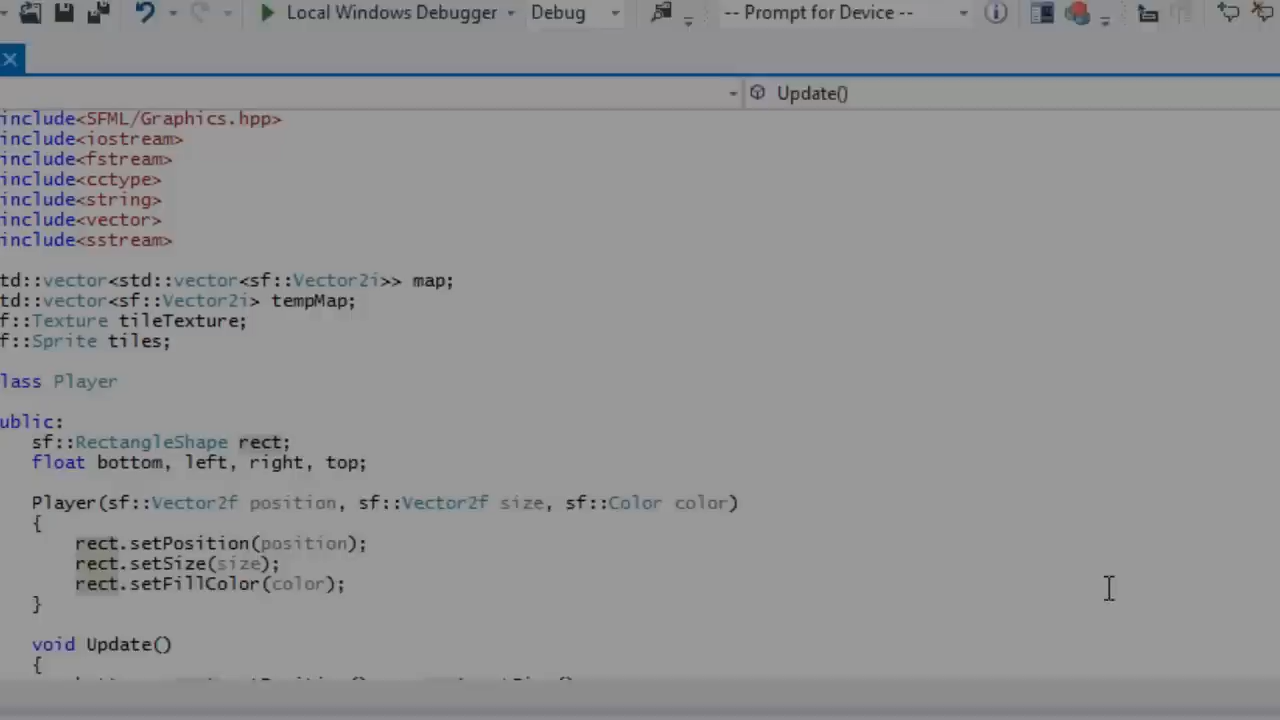 Local Windows Debugger Debug -- Prompt for Device --
Update()
include<SFML/Graphics.hpp>
include<iostream>
include<fstream>
include<cctype>
include<string>
include<vector>
include<sstream>
td::vector<std::vector<sf::Vector2i>> map;
td::vector<sf::Vector2i> tempMap;
f::Texture tileTexture;
f::Sprite tiles;
lass Player
ublic:
sf::RectangleShape rect;
float bottom, left, right, top;
Player(sf::Vector2f position, sf::Vector2f size, sf::Color color)
{
rect.setPosition(position);
rect.setSize(size);
rect.setFillColor(color);
}
void Update()
{